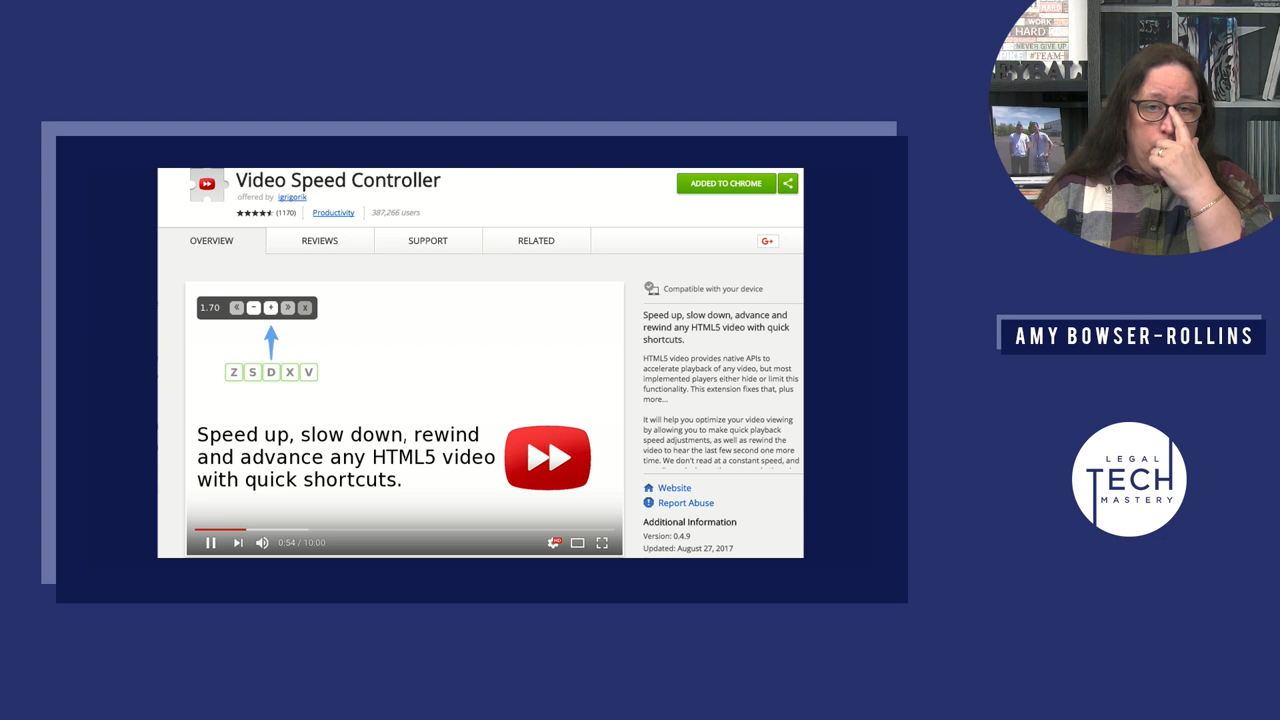 Video Speed Controller
offered by igrigorik
(1170)
Productivity
387,266 users
ADDED TO CHROME
OVERVIEW
REVIEWS
SUPPORT
RELATED
G+
1.70 « - + » x
Z S D X V
Speed up, slow down, rewind
and advance any HTML5 video
with quick shortcuts.
0:54 / 10:00
HD
Compatible with your device
Speed up, slow down, advance and
rewind any HTML5 video with quick
shortcuts.
HTML5 video provides native APIs to
accelerate playback of any video, but most
implemented players either hide or limit this
functionality. This extension fixes that, plus
more...
It will help you optimize your video viewing
by allowing you to make quick playback
speed adjustments, as well as rewind the
video to hear the last few second one more
time. We don't read at a constant speed, and
Website
Report Abuse
Additional Information
Version: 0.4.9
Updated: August 27, 2017
WORK
HARD
NEVER GIVE UP
#TEAM
AMY BOWSER-ROLLINS
LEGAL
TECH
MASTERY